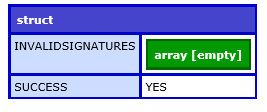 struct
INVALIDSIGNATURES array [empty]
SUCCESS YES